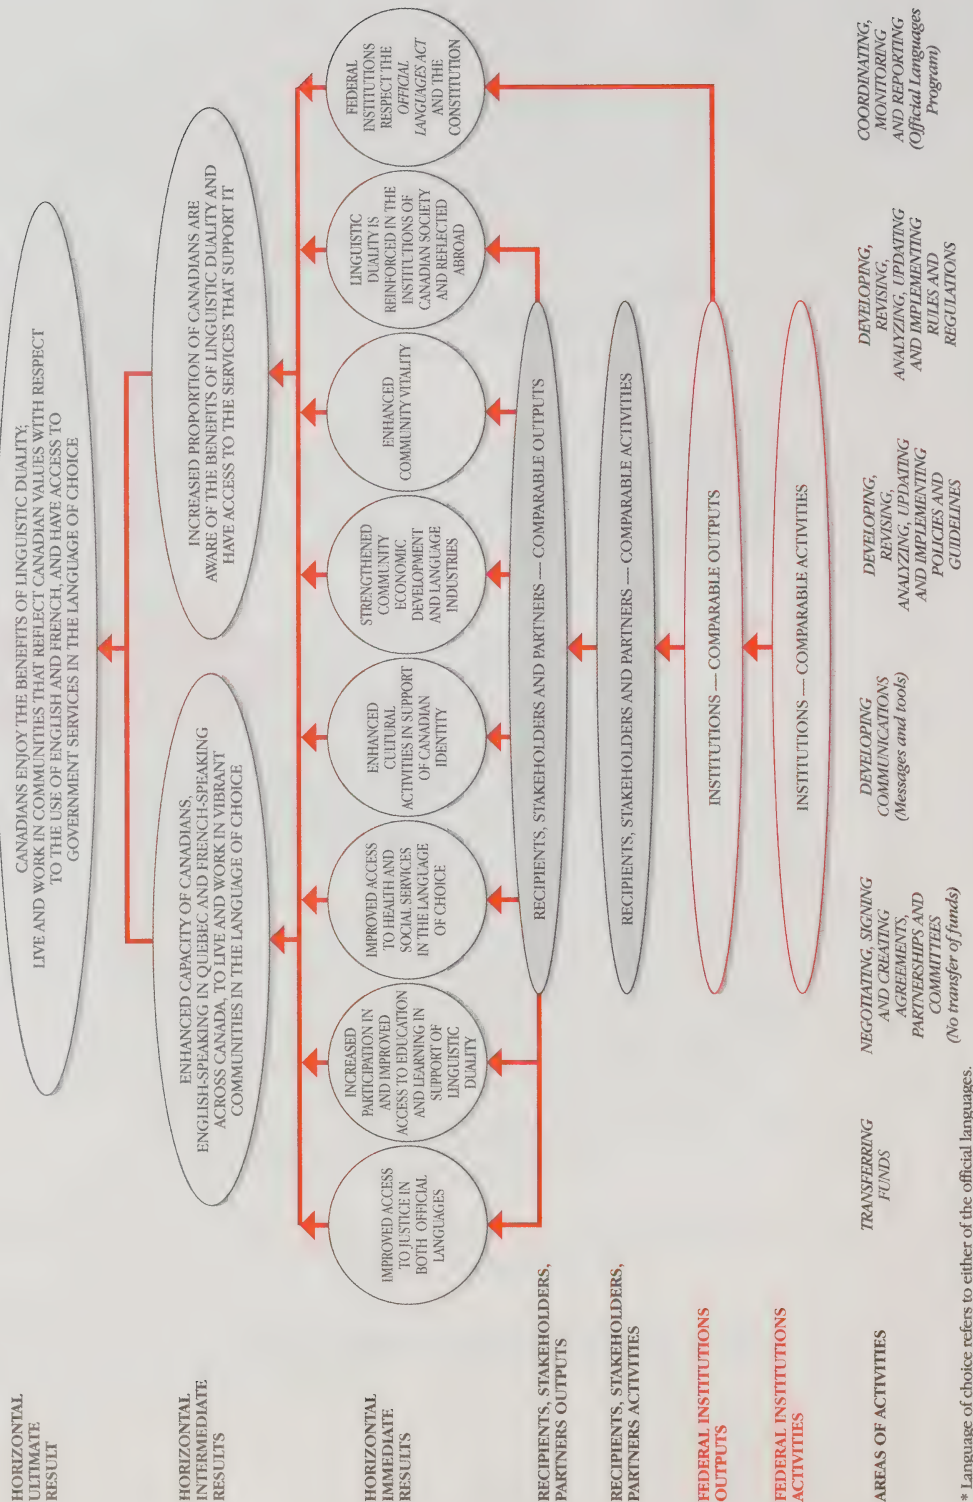 HORIZONTAL
ULTIMATE
RESULT
CANADIANS ENJOY THE BENEFITS OF LINGUISTIC DUALITY;
LIVE AND WORK IN COMMUNITIES THAT REFLECT CANADIAN VALUES WITH RESPECT
TO THE USE OF ENGLISH AND FRENCH, AND HAVE ACCESS TO
GOVERNMENT SERVICES IN THE LANGUAGE OF CHOICE
HORIZONTAL
INTERMEDIATE
RESULTS
ENHANCED CAPACITY OF CANADIANS,
ENGLISH-SPEAKING IN QUEBEC AND FRENCH-SPEAKING
ACROSS CANADA, TO LIVE AND WORK IN VIBRANT
COMMUNITIES IN THE LANGUAGE OF CHOICE
INCREASED PROPORTION OF CANADIANS ARE
AWARE OF THE BENEFITS OF LINGUISTIC DUALITY AND
HAVE ACCESS TO THE SERVICES THAT SUPPORT IT
HORIZONTAL
IMMEDIATE
RESULTS
IMPROVED ACCESS
TO JUSTICE IN
BOTH OFFICIAL
LANGUAGES
INCREASED
PARTICIPATION IN
AND IMPROVED
ACCESS TO EDUCATION
AND LEARNING IN
SUPPORT OF
LINGUISTIC
DUALITY
IMPROVED ACCESS
TO HEALTH AND
SOCIAL SERVICES
IN THE LANGUAGE
OF CHOICE
ENHANCED
CULTURAL
ACTIVITIES IN SUPPORT
OF CANADIAN
IDENTITY
STRENGTHENED
COMMUNITY
ECONOMIC
DEVELOPMENT
AND LANGUAGE
INDUSTRIES
ENHANCED
COMMUNITY VITALITY
LINGUISTIC
DUALITY IS
REINFORCED IN THE
INSTITUTIONS OF
CANADIAN SOCIETY
AND REFLECTED
ABROAD
FEDERAL
INSTITUTIONS
RESPECT THE
OFFICIAL
LANGUAGES ACT
AND THE
CONSTITUTION
RECIPIENTS, STAKEHOLDERS,
PARTNERS OUTPUTS
RECIPIENTS, STAKEHOLDERS AND PARTNERS — COMPARABLE OUTPUTS
RECIPIENTS, STAKEHOLDERS,
PARTNERS ACTIVITIES
RECIPIENTS, STAKEHOLDERS AND PARTNERS — COMPARABLE ACTIVITIES
FEDERAL INSTITUTIONS
OUTPUTS
INSTITUTIONS — COMPARABLE OUTPUTS
FEDERAL INSTITUTIONS
ACTIVITIES
INSTITUTIONS — COMPARABLE ACTIVITIES
AREAS OF ACTIVITIES
TRANSFERRING
FUNDS
NEGOTIATING, SIGNING
AND CREATING
AGREEMENTS,
PARTNERSHIPS AND
COMMITTEES
(No transfer of funds)
DEVELOPING
COMMUNICATIONS
(Messages and tools)
DEVELOPING,
REVISING,
ANALYZING, UPDATING
AND IMPLEMENTING
POLICIES AND
GUIDELINES
DEVELOPING,
REVISING,
ANALYZING, UPDATING
AND IMPLEMENTING
RULES AND
REGULATIONS
COORDINATING,
MONITORING
AND REPORTING
(Official Languages
Program)
* Language of choice refers to either of the official languages.